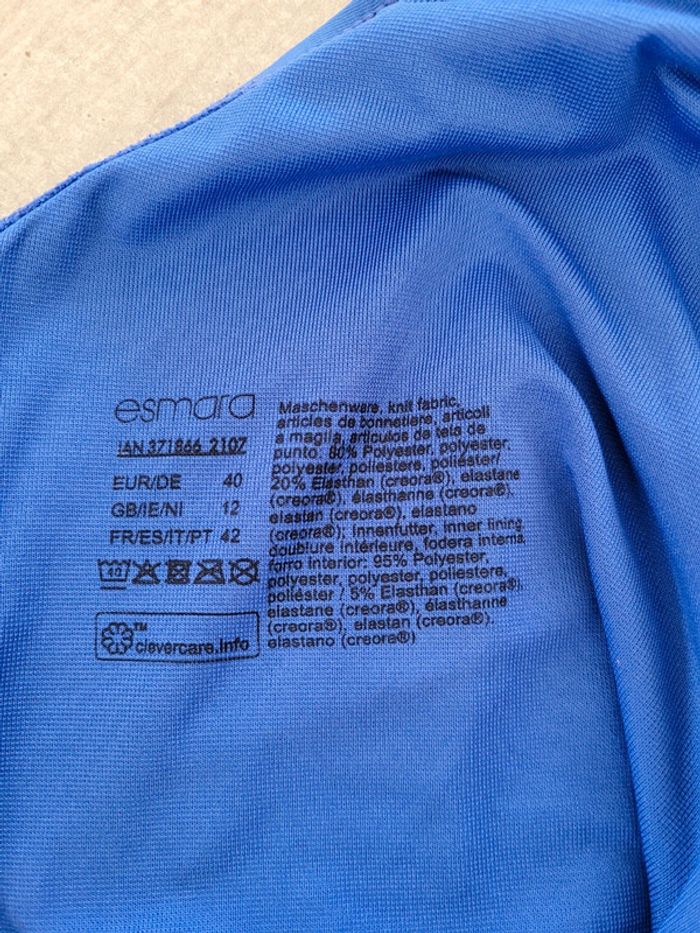 esmara
IAN 371866 2107
EUR/DE 40
GB/IE/NI 12
FR/ES/IT/PT 42
40
™
clevercare.info
Maschenware, knit fabric,
articles de bonnetière, articoli
a maglia, artículos de tela de
punto: 80% Polyester, polyester,
polyester, poliestere, poliéster/
20% Elasthan (creora®), elastane
(creora®), élasthanne (creora®),
elastan (creora®), elastano
(creora®); Innenfutter, inner lining,
doublure intérieure, fodera interna,
forro interior: 95% Polyester,
polyester, polyester, poliestere,
poliéster / 5% Elasthan (creora®),
elastane (creora®), élasthanne
(creora®), elastan (creora®),
elastano (creora®)